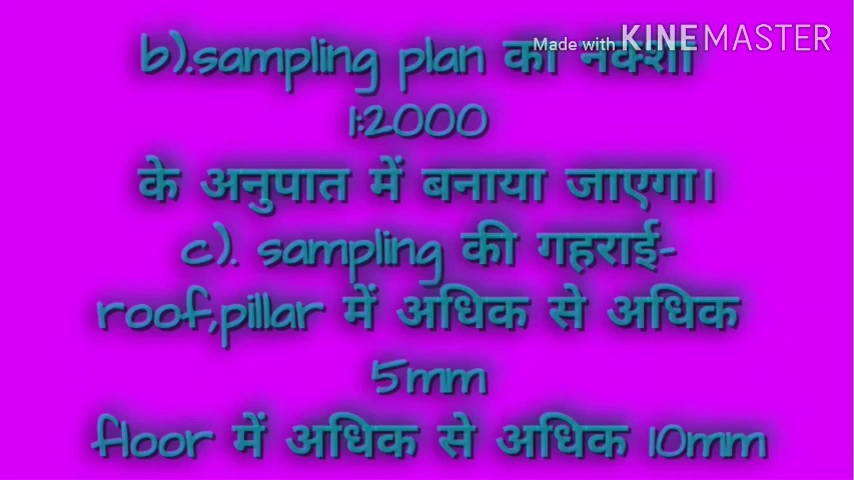 Made with KINEMASTER
b).sampling plan का नक्शा
1:2000
के अनुपात में बनाया जाएगा।
c). sampling की गहराई-
roof,pillar में अधिक से अधिक
5mm
floor में अधिक से अधिक 10mm